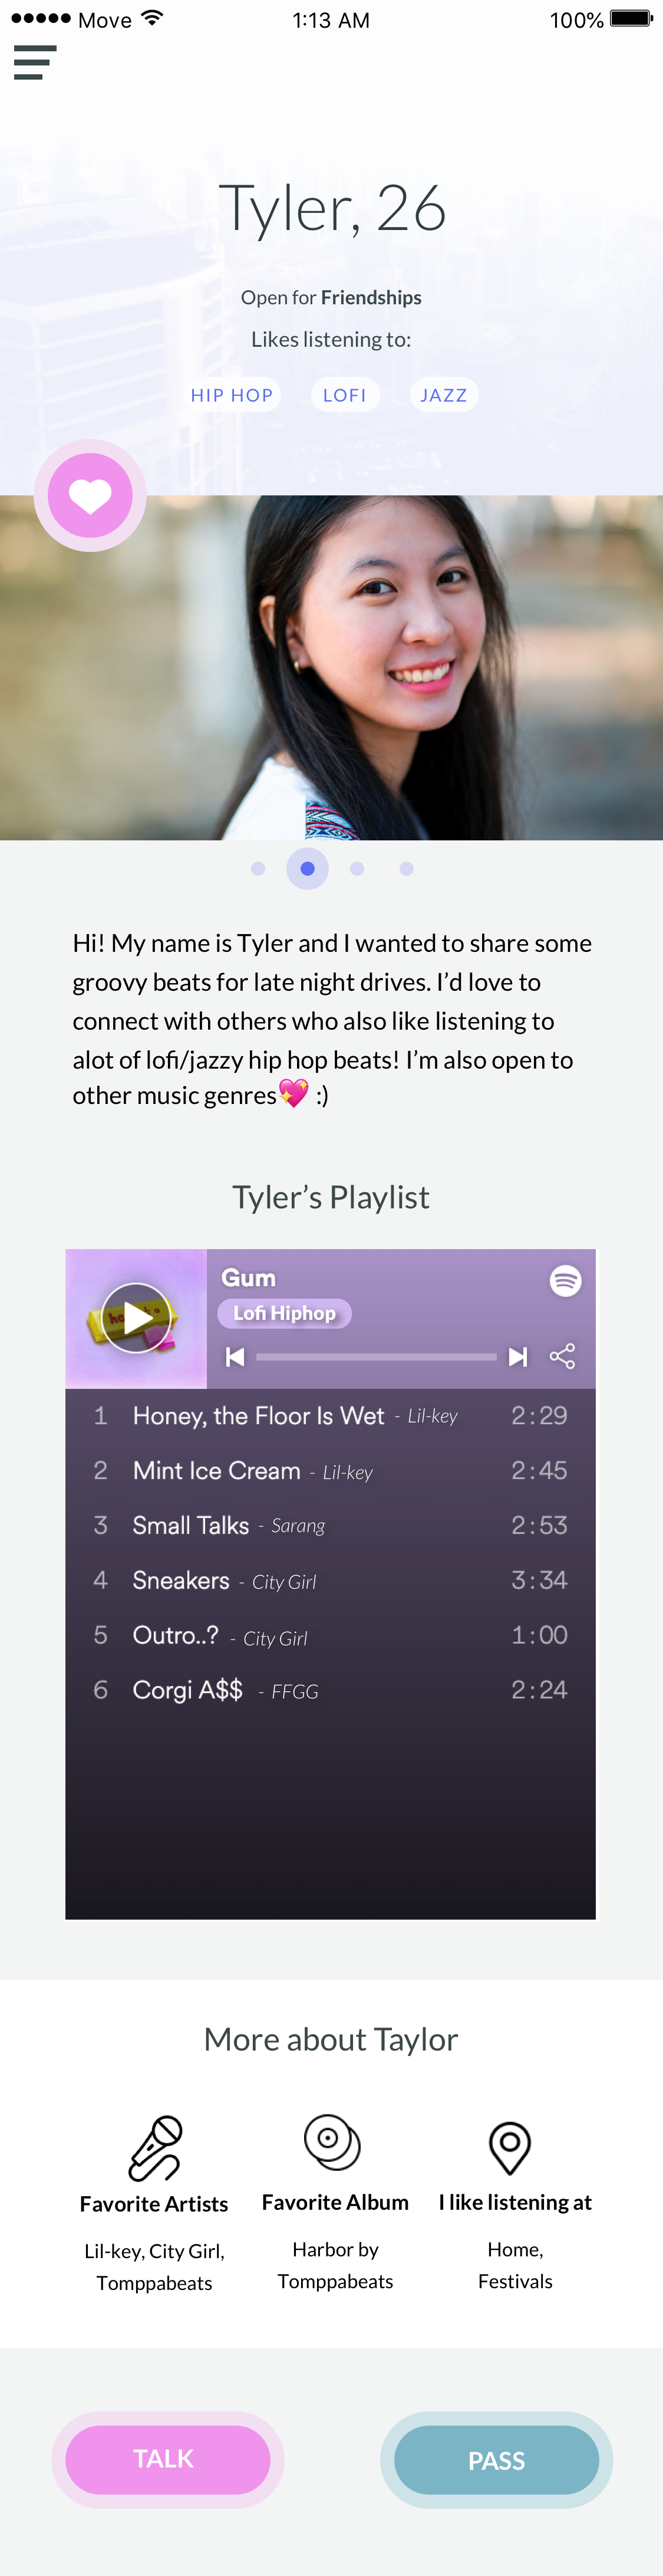 Move 1:13 AM 100%
Tyler, 26
Open for Friendships
Likes listening to:
HIP HOP LOFI JAZZ
Hi! My name is Tyler and I wanted to share some
groovy beats for late night drives. I’d love to
connect with others who also like listening to
alot of lofi/jazzy hip hop beats! I’m also open to
other music genres💖 :)
Tyler’s Playlist
Gum
Lofi Hiphop
1 Honey, the Floor Is Wet - Lil-key 2:29
2 Mint Ice Cream - Lil-key 2:45
3 Small Talks - Sarang 2:53
4 Sneakers - City Girl 3:34
5 Outro..? - City Girl 1:00
6 Corgi A$$ - FFGG 2:24
More about Taylor
Favorite Artists Favorite Album I like listening at
Lil-key, City Girl, Harbor by Home,
Tomppabeats Tomppabeats Festivals
TALK PASS